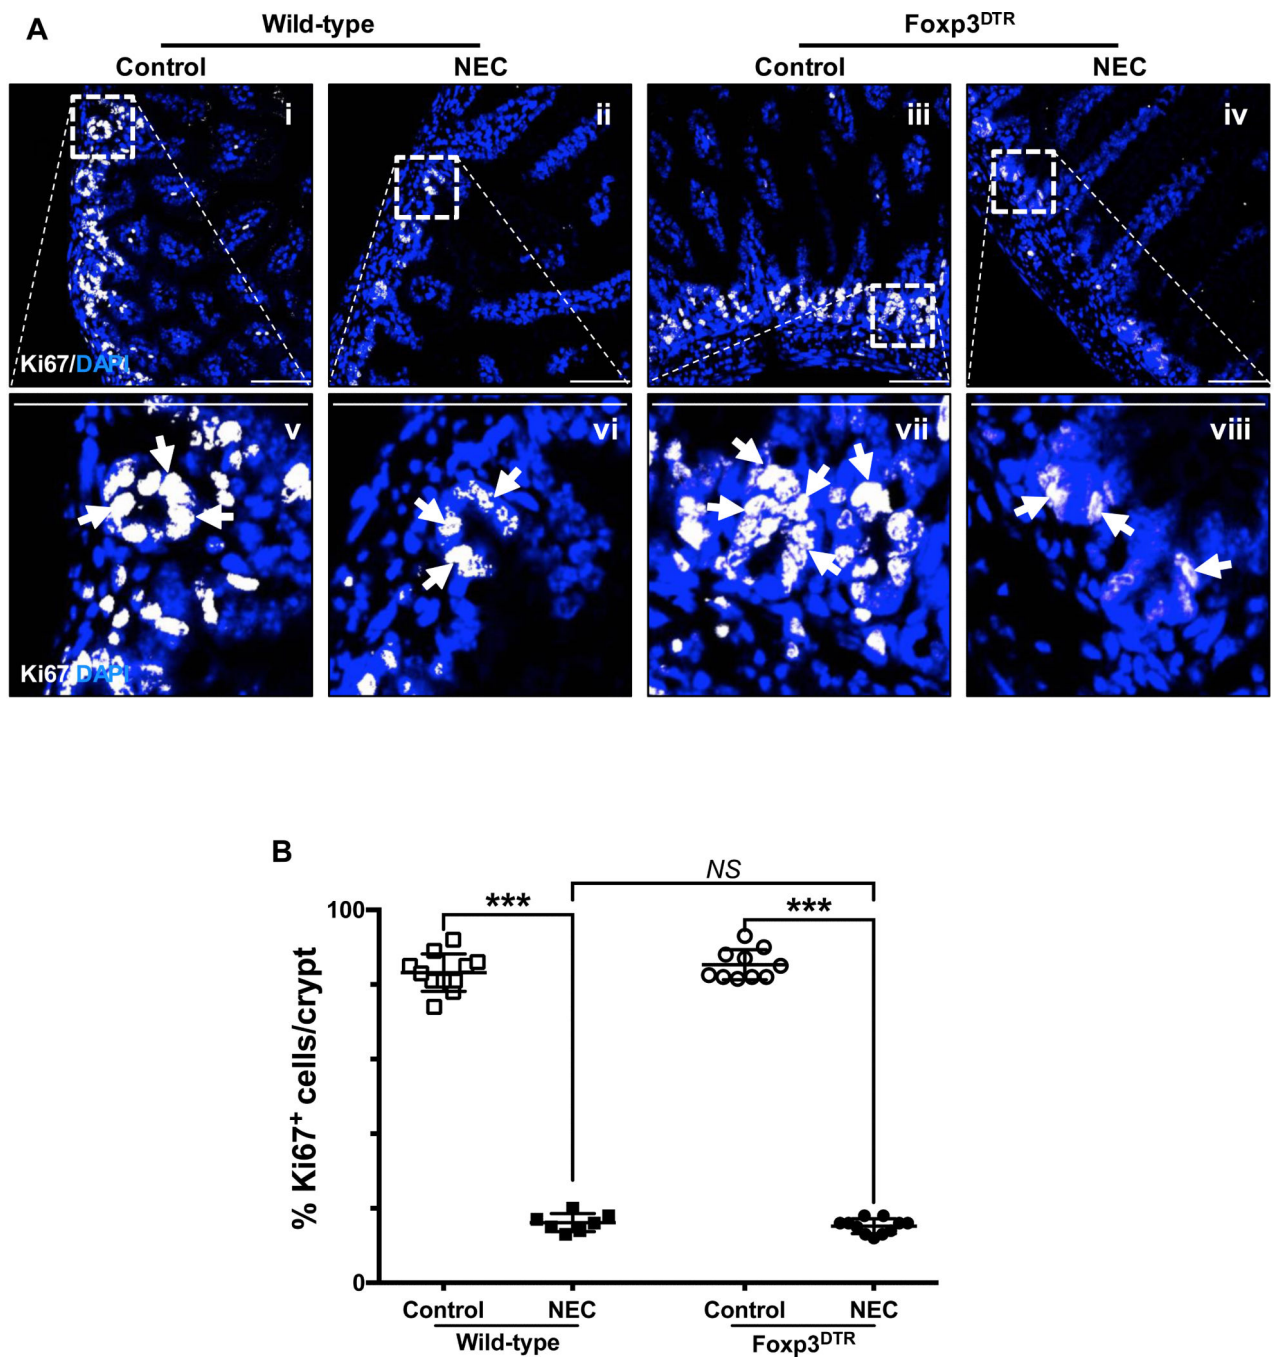 A
Wild-type
Foxp3DTR
Control
NEC
Control
NEC
i
ii
iii
iv
Ki67/DAPI
v
vi
vii
viii
Ki67/DAPI
B
NS
***
***
100
% Ki67+ cells/crypt
0
Control
NEC
Control
NEC
Wild-type
Foxp3DTR